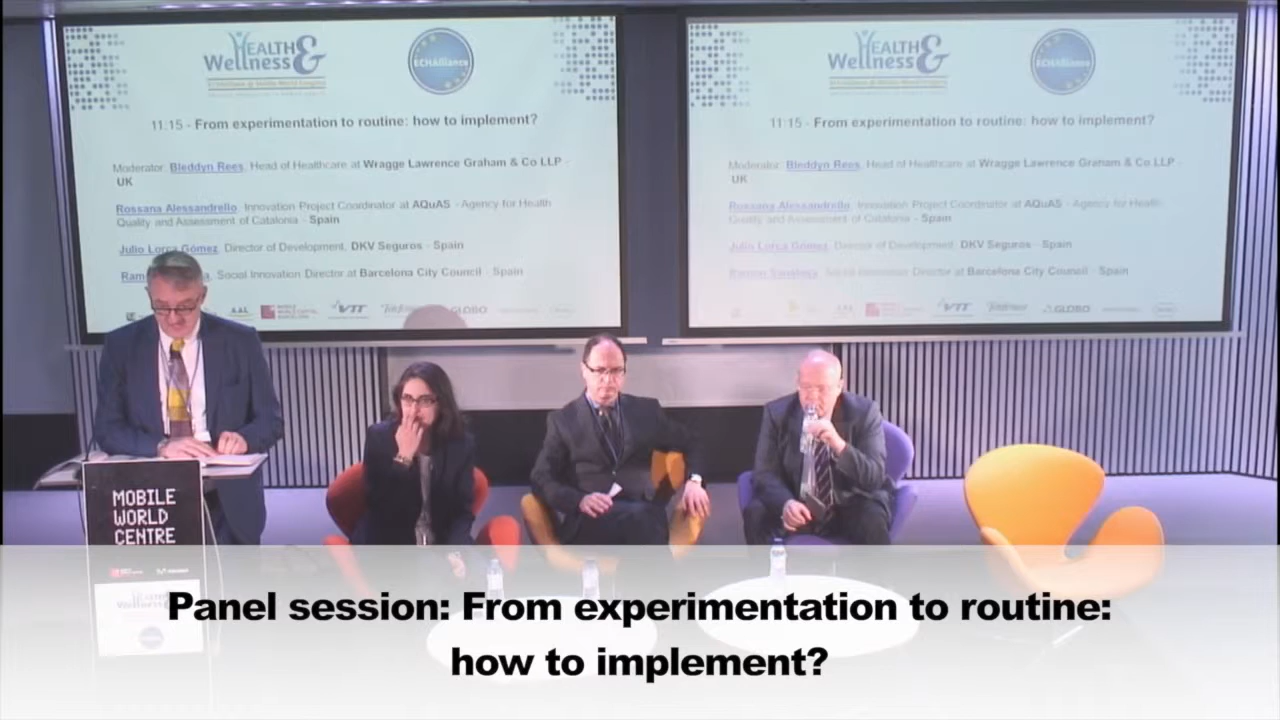 HEALTH &
Wellness
ECHAlliance
11:15 - From experimentation to routine: how to implement?
Moderator: Bleddyn Rees, Head of Healthcare at Wragge Lawrence Graham & Co LLP -
UK
Rossana Alessandrello, Innovation Project Coordinator at AQuAS - Agency for Health
Quality and Assessment of Catalonia - Spain
Julio Lorca Gómez, Director of Development, DKV Seguros - Spain
Social Innovation Director at Barcelona City Council - Spain
AAL
VTT
GLOBO
HEALTH &
Wellness
ECHAlliance
11:15 - From experimentation to routine: how to implement?
Moderator: Bleddyn Rees, Head of Healthcare at Wragge Lawrence Graham & Co LLP -
UK
Rossana Alessandrello, Innovation Project Coordinator at AQuAS - Agency for Health
Quality and Assessment of Catalonia - Spain
Julio Lorca Gómez, Director of Development, DKV Seguros - Spain
Social Innovation Director at Barcelona City Council - Spain
AAL
VTT
GLOBO
MOBILE
WORLD
CENTRE
Panel session: From experimentation to routine:
how to implement?